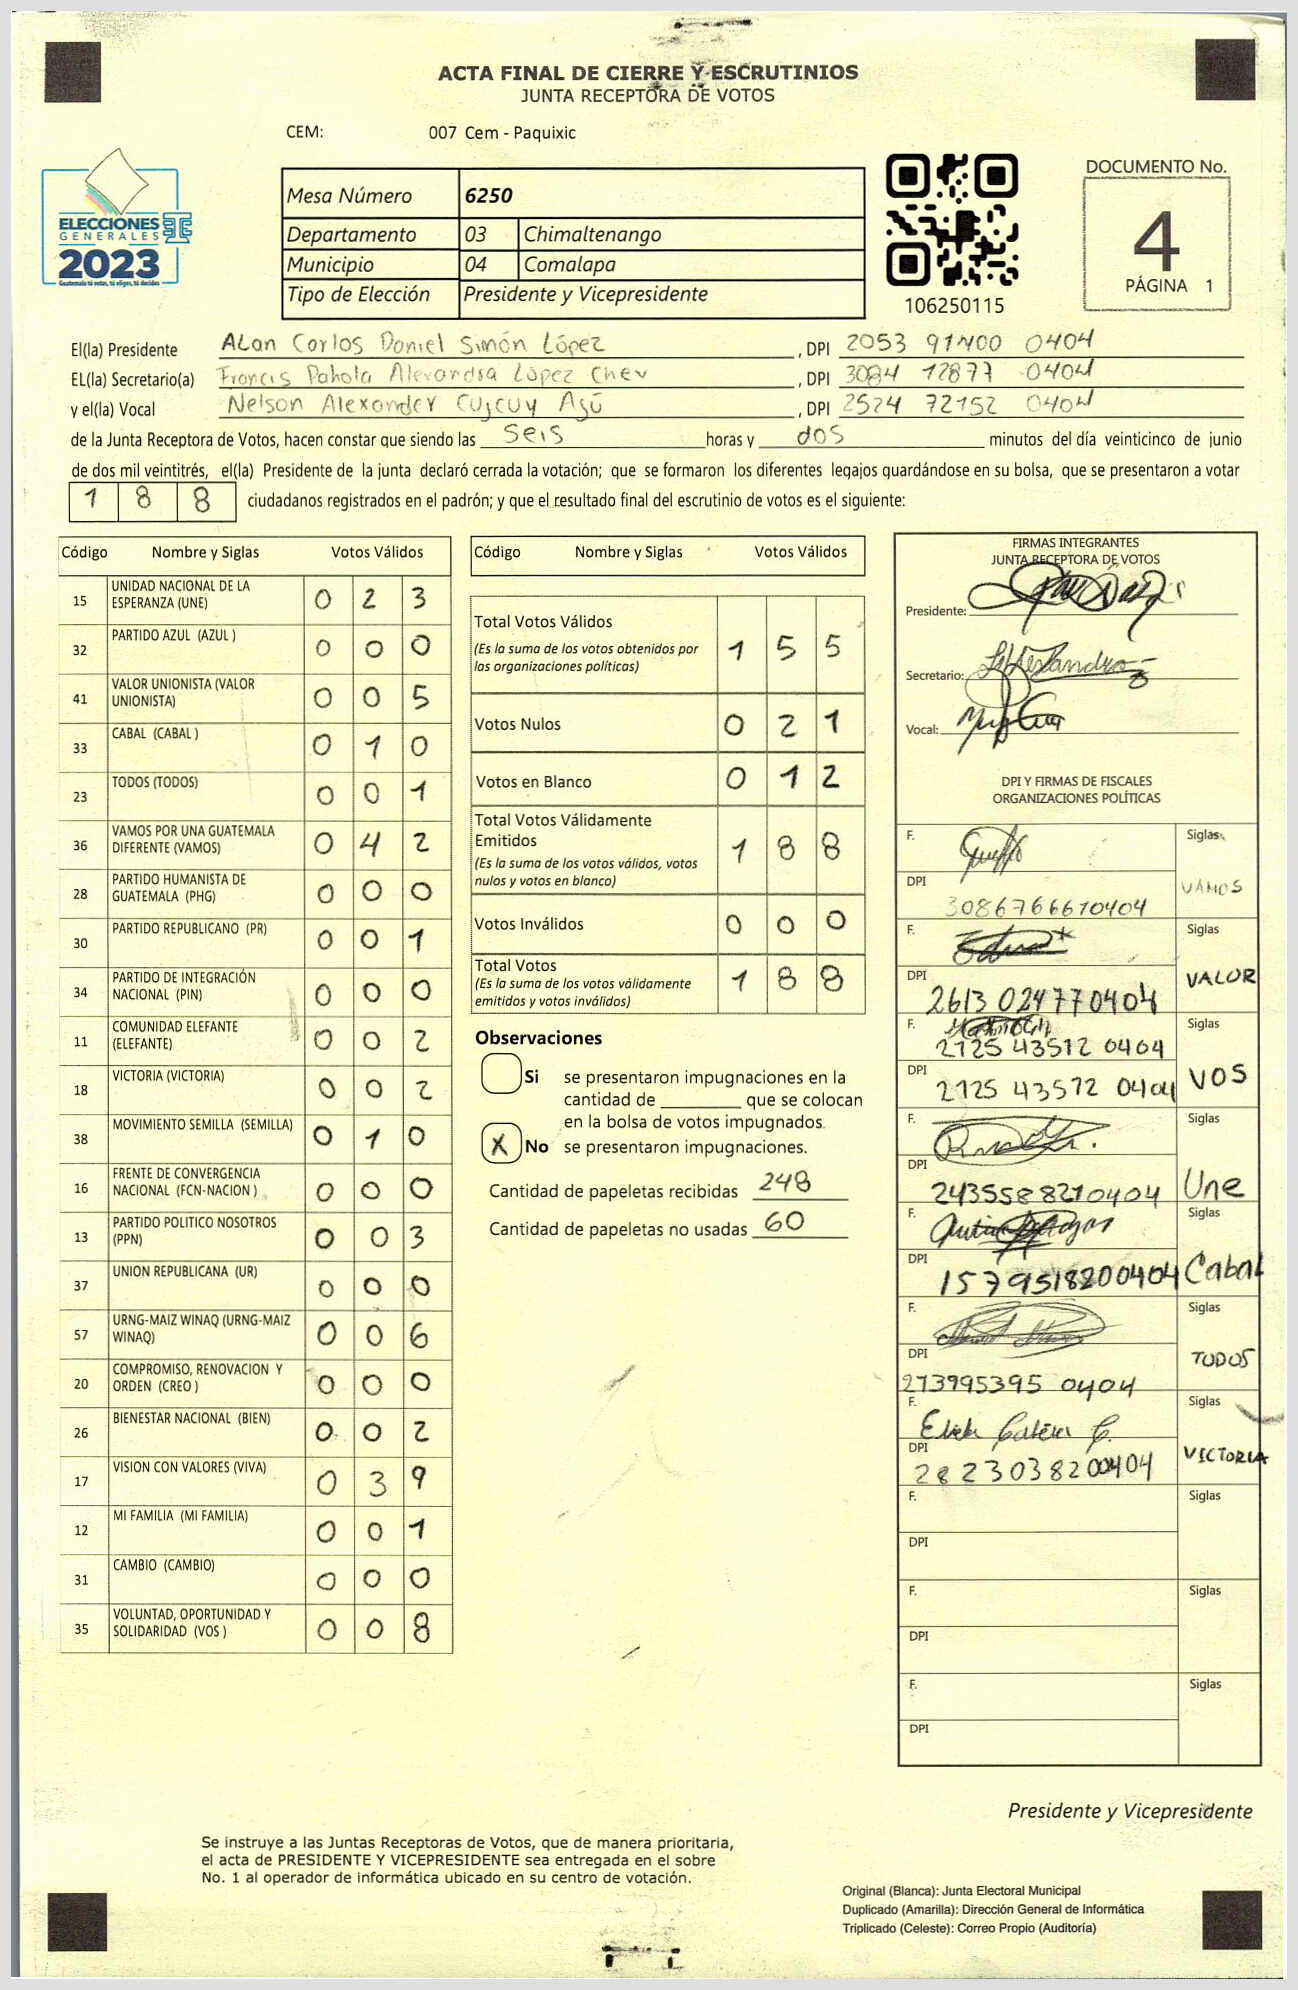 ACTA FINAL DE CIERRE Y ESCRUTINIOS
JUNTA RECEPTORA DE VOTOS
CEM: 007 Cem - Paquixic
ELECCIONES
GENERALES
2023
Guatemala tú votas, tú eliges, tú decides
Mesa Número 6250
Departamento 03 Chimaltenango
Municipio 04 Comalapa
Tipo de Elección Presidente y Vicepresidente
106250115
DOCUMENTO No.
4
PÁGINA 1
El(la) Presidente Alan Carlos Daniel Simón López, DPI 2053 91400 0404
EL(la) Secretario(a) Francis Pahola Alexandra López Chex, DPI 3084 12877 0404
y el(la) Vocal Nelson Alexander Cujcuy Ajú, DPI 2524 72152 0404
de la Junta Receptora de Votos, hacen constar que siendo las seis horas y dos minutos del día veinticinco de junio
de dos mil veintitrés, el(la) Presidente de la junta declaró cerrada la votación; que se formaron los diferentes legajos guardándose en su bolsa, que se presentaron a votar
1 8 8 ciudadanos registrados en el padrón; y que el resultado final del escrutinio de votos es el siguiente:
Código Nombre y Siglas Votos Válidos
15 UNIDAD NACIONAL DE LA ESPERANZA (UNE) 0 2 3
32 PARTIDO AZUL (AZUL ) 0 0 0
41 VALOR UNIONISTA (VALOR UNIONISTA) 0 0 5
33 CABAL (CABAL ) 0 1 0
23 TODOS (TODOS) 0 0 1
36 VAMOS POR UNA GUATEMALA DIFERENTE (VAMOS) 0 4 2
28 PARTIDO HUMANISTA DE GUATEMALA (PHG) 0 0 0
30 PARTIDO REPUBLICANO (PR) 0 0 1
34 PARTIDO DE INTEGRACIÓN NACIONAL (PIN) 0 0 0
11 COMUNIDAD ELEFANTE (ELEFANTE) 0 0 2
18 VICTORIA (VICTORIA) 0 0 2
38 MOVIMIENTO SEMILLA (SEMILLA) 0 1 0
16 FRENTE DE CONVERGENCIA NACIONAL (FCN-NACION ) 0 0 0
13 PARTIDO POLITICO NOSOTROS (PPN) 0 0 3
37 UNION REPUBLICANA (UR) 0 0 0
57 URNG-MAIZ WINAQ (URNG-MAIZ WINAQ) 0 0 6
20 COMPROMISO, RENOVACION Y ORDEN (CREO ) 0 0 0
26 BIENESTAR NACIONAL (BIEN) 0 0 2
17 VISION CON VALORES (VIVA) 0 3 9
12 MI FAMILIA (MI FAMILIA) 0 0 1
31 CAMBIO (CAMBIO) 0 0 0
35 VOLUNTAD, OPORTUNIDAD Y SOLIDARIDAD (VOS ) 0 0 8
Código Nombre y Siglas Votos Válidos
Total Votos Válidos 1 5 5
(Es la suma de los votos obtenidos por
las organizaciones políticas)
Votos Nulos 0 2 1
Votos en Blanco 0 1 2
Total Votos Válidamente
Emitidos 1 8 8
(Es la suma de los votos válidos, votos
nulos y votos en blanco)
Votos Inválidos 0 0 0
Total Votos 1 8 8
(Es la suma de los votos válidamente
emitidos y votos inválidos)
Observaciones
Si se presentaron impugnaciones en la
cantidad de ________ que se colocan
en la bolsa de votos impugnados.
X No se presentaron impugnaciones.
Cantidad de papeletas recibidas 248
Cantidad de papeletas no usadas 60
FIRMAS INTEGRANTES
JUNTA RECEPTORA DE VOTOS
Presidente:
Secretario:
Vocal:
DPI Y FIRMAS DE FISCALES
ORGANIZACIONES POLÍTICAS
F. Siglas
DPI 3086766610404 VAMOS
F. Siglas
DPI 2613 024770404 VALOR
F. 2125 43512 0404 Siglas
DPI 2125 43572 0404 VOS
F. Siglas
DPI 2435588210404 Une
F. Siglas
DPI 1579518200404 Cabal
F. Siglas
DPI 273995395 0404 TODOS
F. Siglas
DPI 2823038200404 VICTORIA
F. Siglas
DPI
F. Siglas
DPI
F. Siglas
DPI
Presidente y Vicepresidente
Se instruye a las Juntas Receptoras de Votos, que de manera prioritaria,
el acta de PRESIDENTE Y VICEPRESIDENTE sea entregada en el sobre
No. 1 al operador de informática ubicado en su centro de votación.
Original (Blanca): Junta Electoral Municipal
Duplicado (Amarilla): Dirección General de Informática
Triplicado (Celeste): Correo Propio (Auditoría)